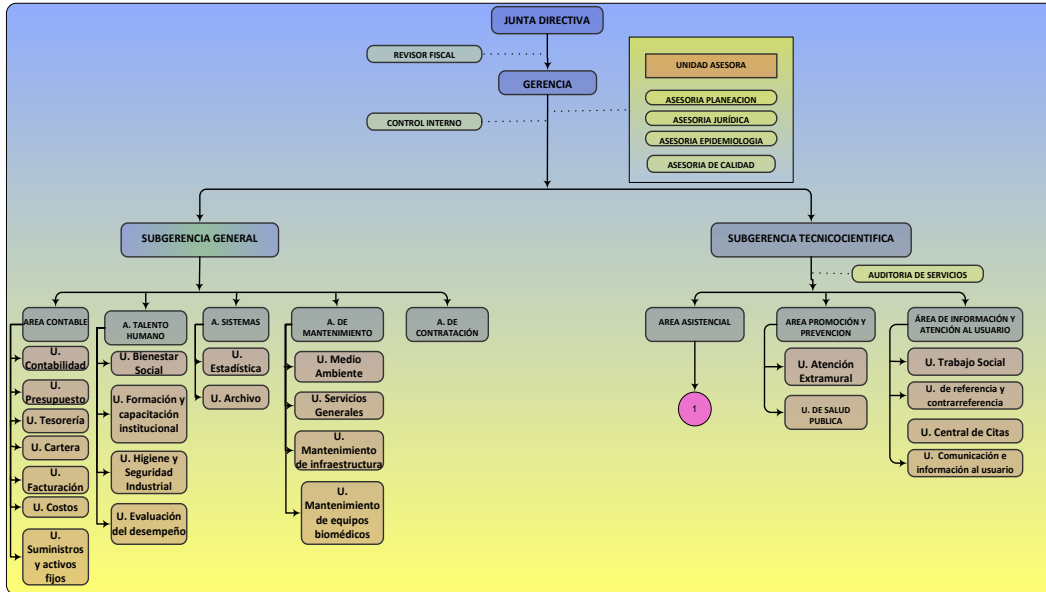 JUNTA DIRECTIVA
REVISOR FISCAL
UNIDAD ASESORA
GERENCIA
ASESORIA PLANEACION
CONTROL INTERNO
ASESORIA JURÍDICA
ASESORIA EPIDEMIOLOGIA
ASESORIA DE CALIDAD
SUBGERENCIA GENERAL
SUBGERENCIA TECNICOCIENTIFICA
AUDITORIA DE SERVICIOS
AREA CONTABLE
A. TALENTO
HUMANO
A. SISTEMAS
A. DE
MANTENIMIENTO
A. DE
CONTRATACIÓN
AREA ASISTENCIAL
AREA PROMOCIÓN Y
PREVENCION
ÁREA DE INFORMACIÓN Y
ATENCIÓN AL USUARIO
U.
Contabilidad
U.
Presupuesto
U. Tesorería
U. Cartera
U.
Facturación
U. Costos
U.
Suministros
y activos
fijos
U. Bienestar
Social
U. Formación y
capacitación
institucional
U. Higiene y
Seguridad
Industrial
U. Evaluación
del desempeño
U.
Estadística
U. Archivo
U. Medio
Ambiente
U. Servicios
Generales
U.
Mantenimiento
de infraestructura
U.
Mantenimiento
de equipos
biomédicos
1
U. Atención
Extramural
U. DE SALUD
PUBLICA
U. Trabajo Social
U. de referencia y
contrarreferencia
U. Central de Citas
U. Comunicación e
información al usuario